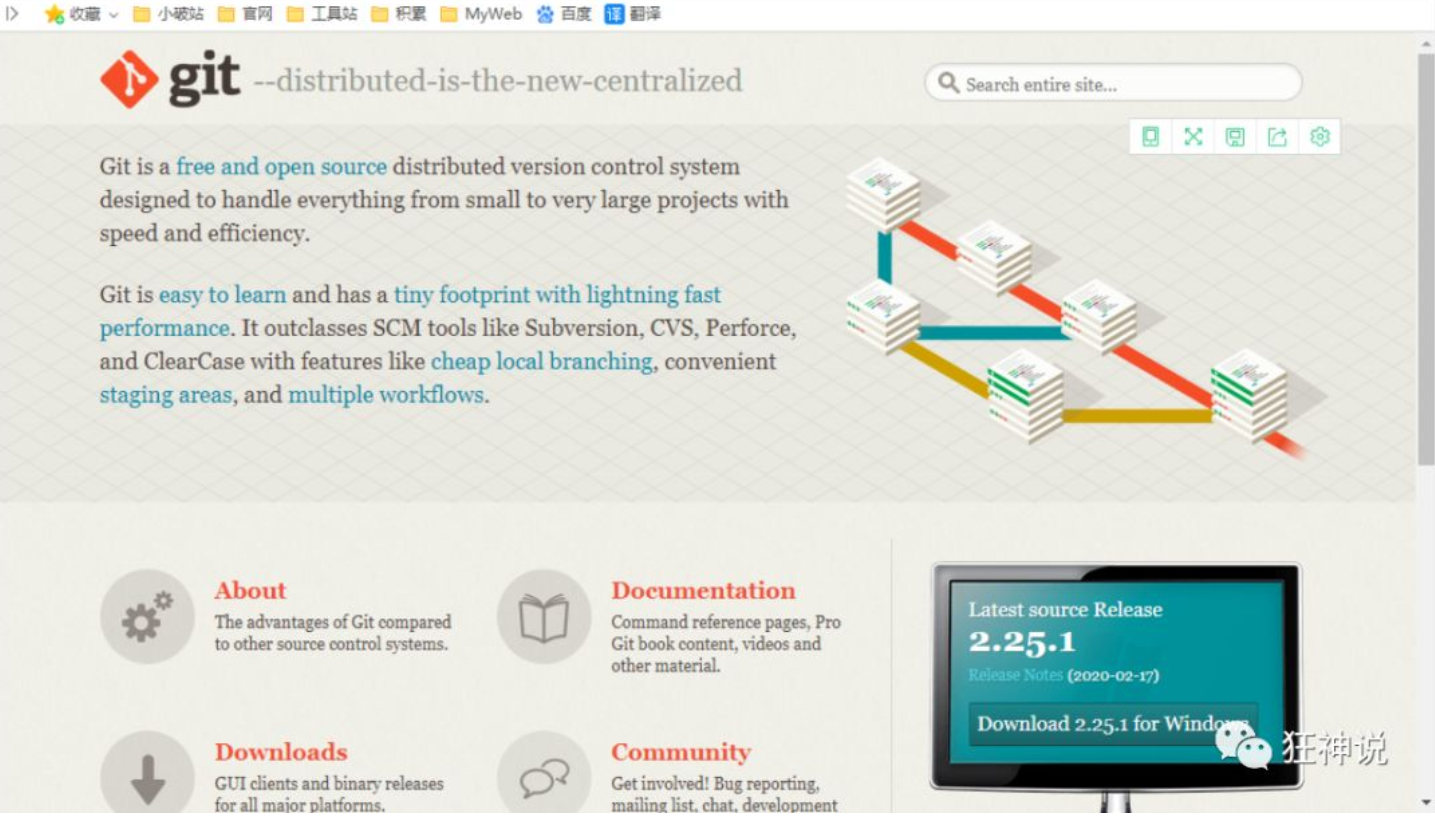 收藏 小破站 官网 工具站 积累 MyWeb 百度 译 翻译
git --distributed-is-the-new-centralized
Search entire site...
Git is a free and open source distributed version control system
designed to handle everything from small to very large projects with
speed and efficiency.
Git is easy to learn and has a tiny footprint with lightning fast
performance. It outclasses SCM tools like Subversion, CVS, Perforce,
and ClearCase with features like cheap local branching, convenient
staging areas, and multiple workflows.
About
The advantages of Git compared
to other source control systems.
Documentation
Command reference pages, Pro
Git book content, videos and
other material.
Downloads
GUI clients and binary releases
for all major platforms.
Community
Get involved! Bug reporting,
mailing list, chat, development
Latest source Release
2.25.1
Release Notes (2020-02-17)
Download 2.25.1 for Windows
狂神说